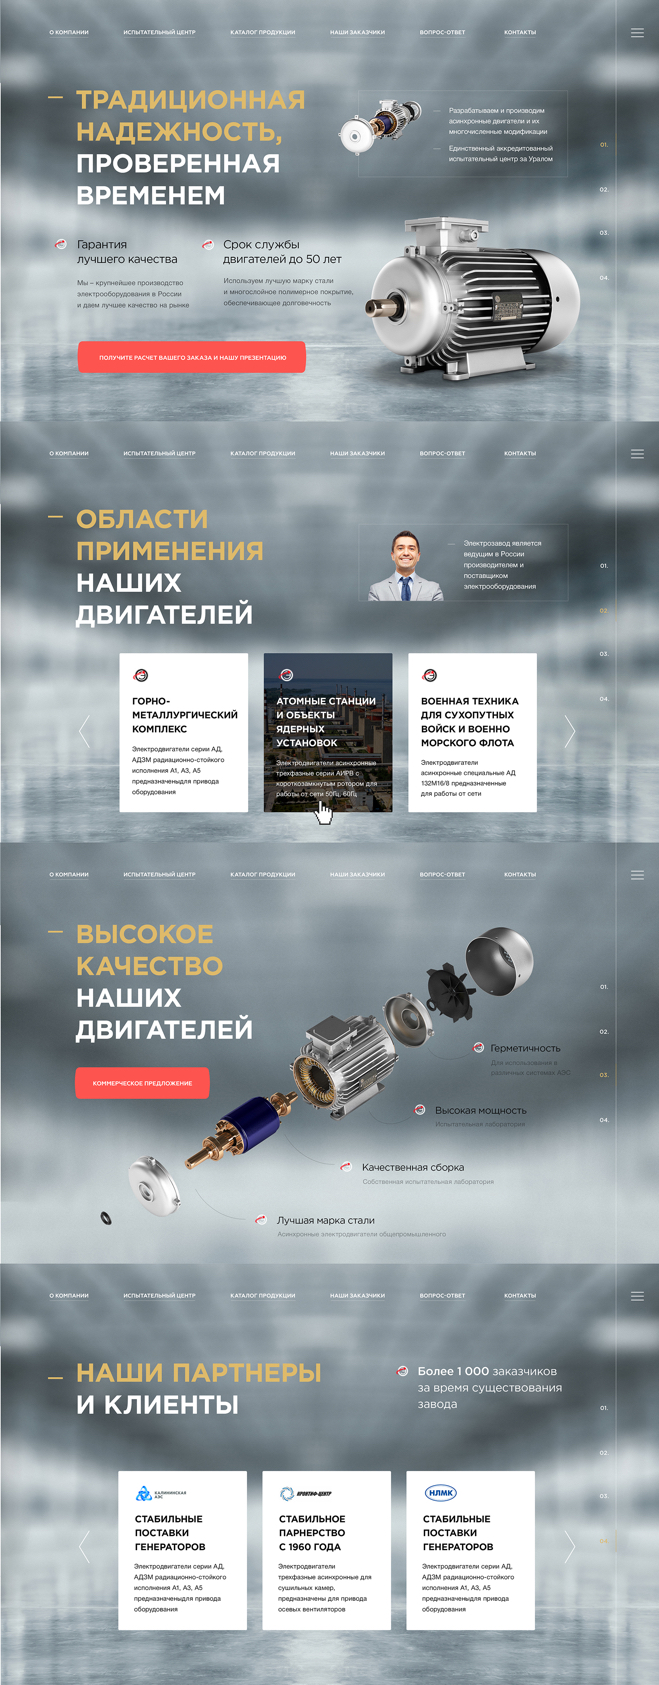 О КОМПАНИИ
ИСПЫТАТЕЛЬНЫЙ ЦЕНТР
КАТАЛОГ ПРОДУКЦИИ
НАШИ ЗАКАЗЧИКИ
ВОПРОС-ОТВЕТ
КОНТАКТЫ
ТРАДИЦИОННАЯ
НАДЕЖНОСТЬ,
ПРОВЕРЕННАЯ
ВРЕМЕНЕМ
Разрабатываем и производим
асинхронные двигатели и их
многочисленные модификации
Единственный аккредитованный
испытательный центр за Уралом
01.
02.
03.
04.
Гарантия
лучшего качества
Мы – крупнейшее производство
электрооборудования в России
и даем лучшее качество на рынке
Срок службы
двигателей до 50 лет
Используем лучшую марку стали
и многослойное полимерное покрытие,
обеспечивающее долговечность
ПОЛУЧИТЕ РАСЧЕТ ВАШЕГО ЗАКАЗА И НАШУ ПРЕЗЕНТАЦИЮ
О КОМПАНИИ
ИСПЫТАТЕЛЬНЫЙ ЦЕНТР
КАТАЛОГ ПРОДУКЦИИ
НАШИ ЗАКАЗЧИКИ
ВОПРОС-ОТВЕТ
КОНТАКТЫ
ОБЛАСТИ
ПРИМЕНЕНИЯ
НАШИХ
ДВИГАТЕЛЕЙ
Электрозавод является
ведущим в России
производителем и
поставщиком
электрооборудования
01.
02.
03.
04.
ГОРНО-
МЕТАЛЛУРГИЧЕСКИЙ
КОМПЛЕКС
Электродвигатели серии АД,
АДЗМ радиационно-стойкого
исполнения А1, А3, А5
предназначеныдля привода
оборудования
АТОМНЫЕ СТАНЦИИ
И ОБЪЕКТЫ
ЯДЕРНЫХ
УСТАНОВОК
Электродвигатели асинхронные
трехфазные серии АИРВ с
короткозамкнутым ротором для
работы от сети 50Гц, 60Гц
ВОЕННАЯ ТЕХНИКА
ДЛЯ СУХОПУТНЫХ
ВОЙСК И ВОЕННО
МОРСКОГО ФЛОТА
Электродвигатели
асинхронные специальные АД
132М16/8 предназначенные
для работы от сети
О КОМПАНИИ
ИСПЫТАТЕЛЬНЫЙ ЦЕНТР
КАТАЛОГ ПРОДУКЦИИ
НАШИ ЗАКАЗЧИКИ
ВОПРОС-ОТВЕТ
КОНТАКТЫ
ВЫСОКОЕ
КАЧЕСТВО
НАШИХ
ДВИГАТЕЛЕЙ
КОММЕРЧЕСКОЕ ПРЕДЛОЖЕНИЕ
01.
02.
03.
04.
Герметичность
Для использования в
различных системах АЭС
Высокая мощность
Испытательная лаборатория
Качественная сборка
Собственная испытательная лаборатория
Лучшая марка стали
Асинхронные электродвигатели общепромышленного
О КОМПАНИИ
ИСПЫТАТЕЛЬНЫЙ ЦЕНТР
КАТАЛОГ ПРОДУКЦИИ
НАШИ ЗАКАЗЧИКИ
ВОПРОС-ОТВЕТ
КОНТАКТЫ
НАШИ ПАРТНЕРЫ
И КЛИЕНТЫ
Более 1 000 заказчиков
за время существования
завода
01.
02.
03.
04.
КАЛИНИНСКАЯ
АЭС
СТАБИЛЬНЫЕ
ПОСТАВКИ
ГЕНЕРАТОРОВ
Электродвигатели серии АД,
АДЗМ радиационно-стойкого
исполнения А1, А3, А5
предназначеныдля привода
оборудования
СТАБИЛЬНОЕ
ПАРНЕРСТВО
С 1960 ГОДА
Электродвигатели
трехфазные асинхронные для
сушильных камер,
предназначены для привода
осевых вентиляторов
НЛМК
СТАБИЛЬНЫЕ
ПОСТАВКИ
ГЕНЕРАТОРОВ
Электродвигатели серии АД,
АДЗМ радиационно-стойкого
исполнения А1, А3, А5
предназначеныдля привода
оборудования